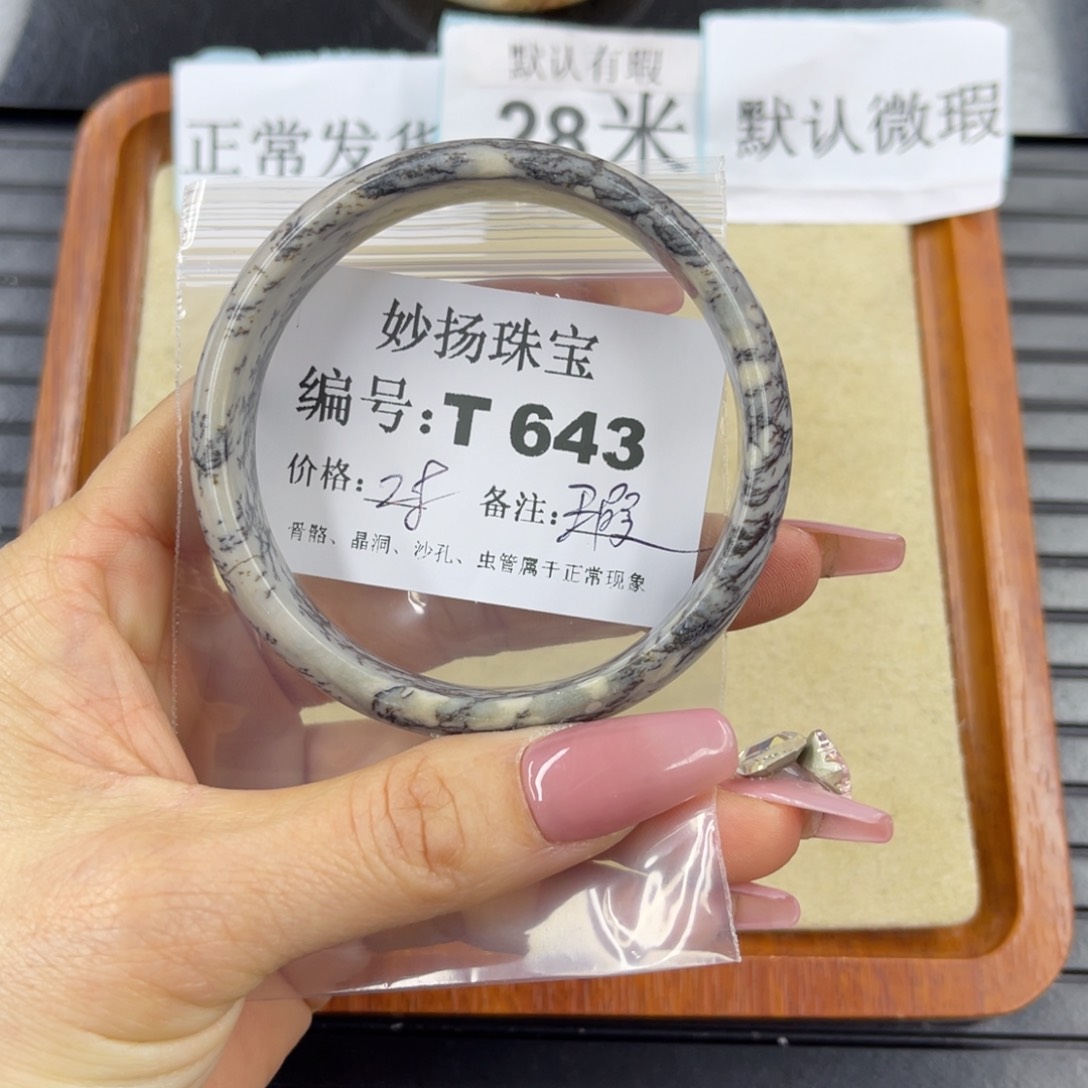 默认有瑕
正常发货
28米
默认微瑕
妙扬珠宝
编号:T 643
价格:28 备注:瑕
骨骼、晶洞、沙孔、虫管属于正常现象